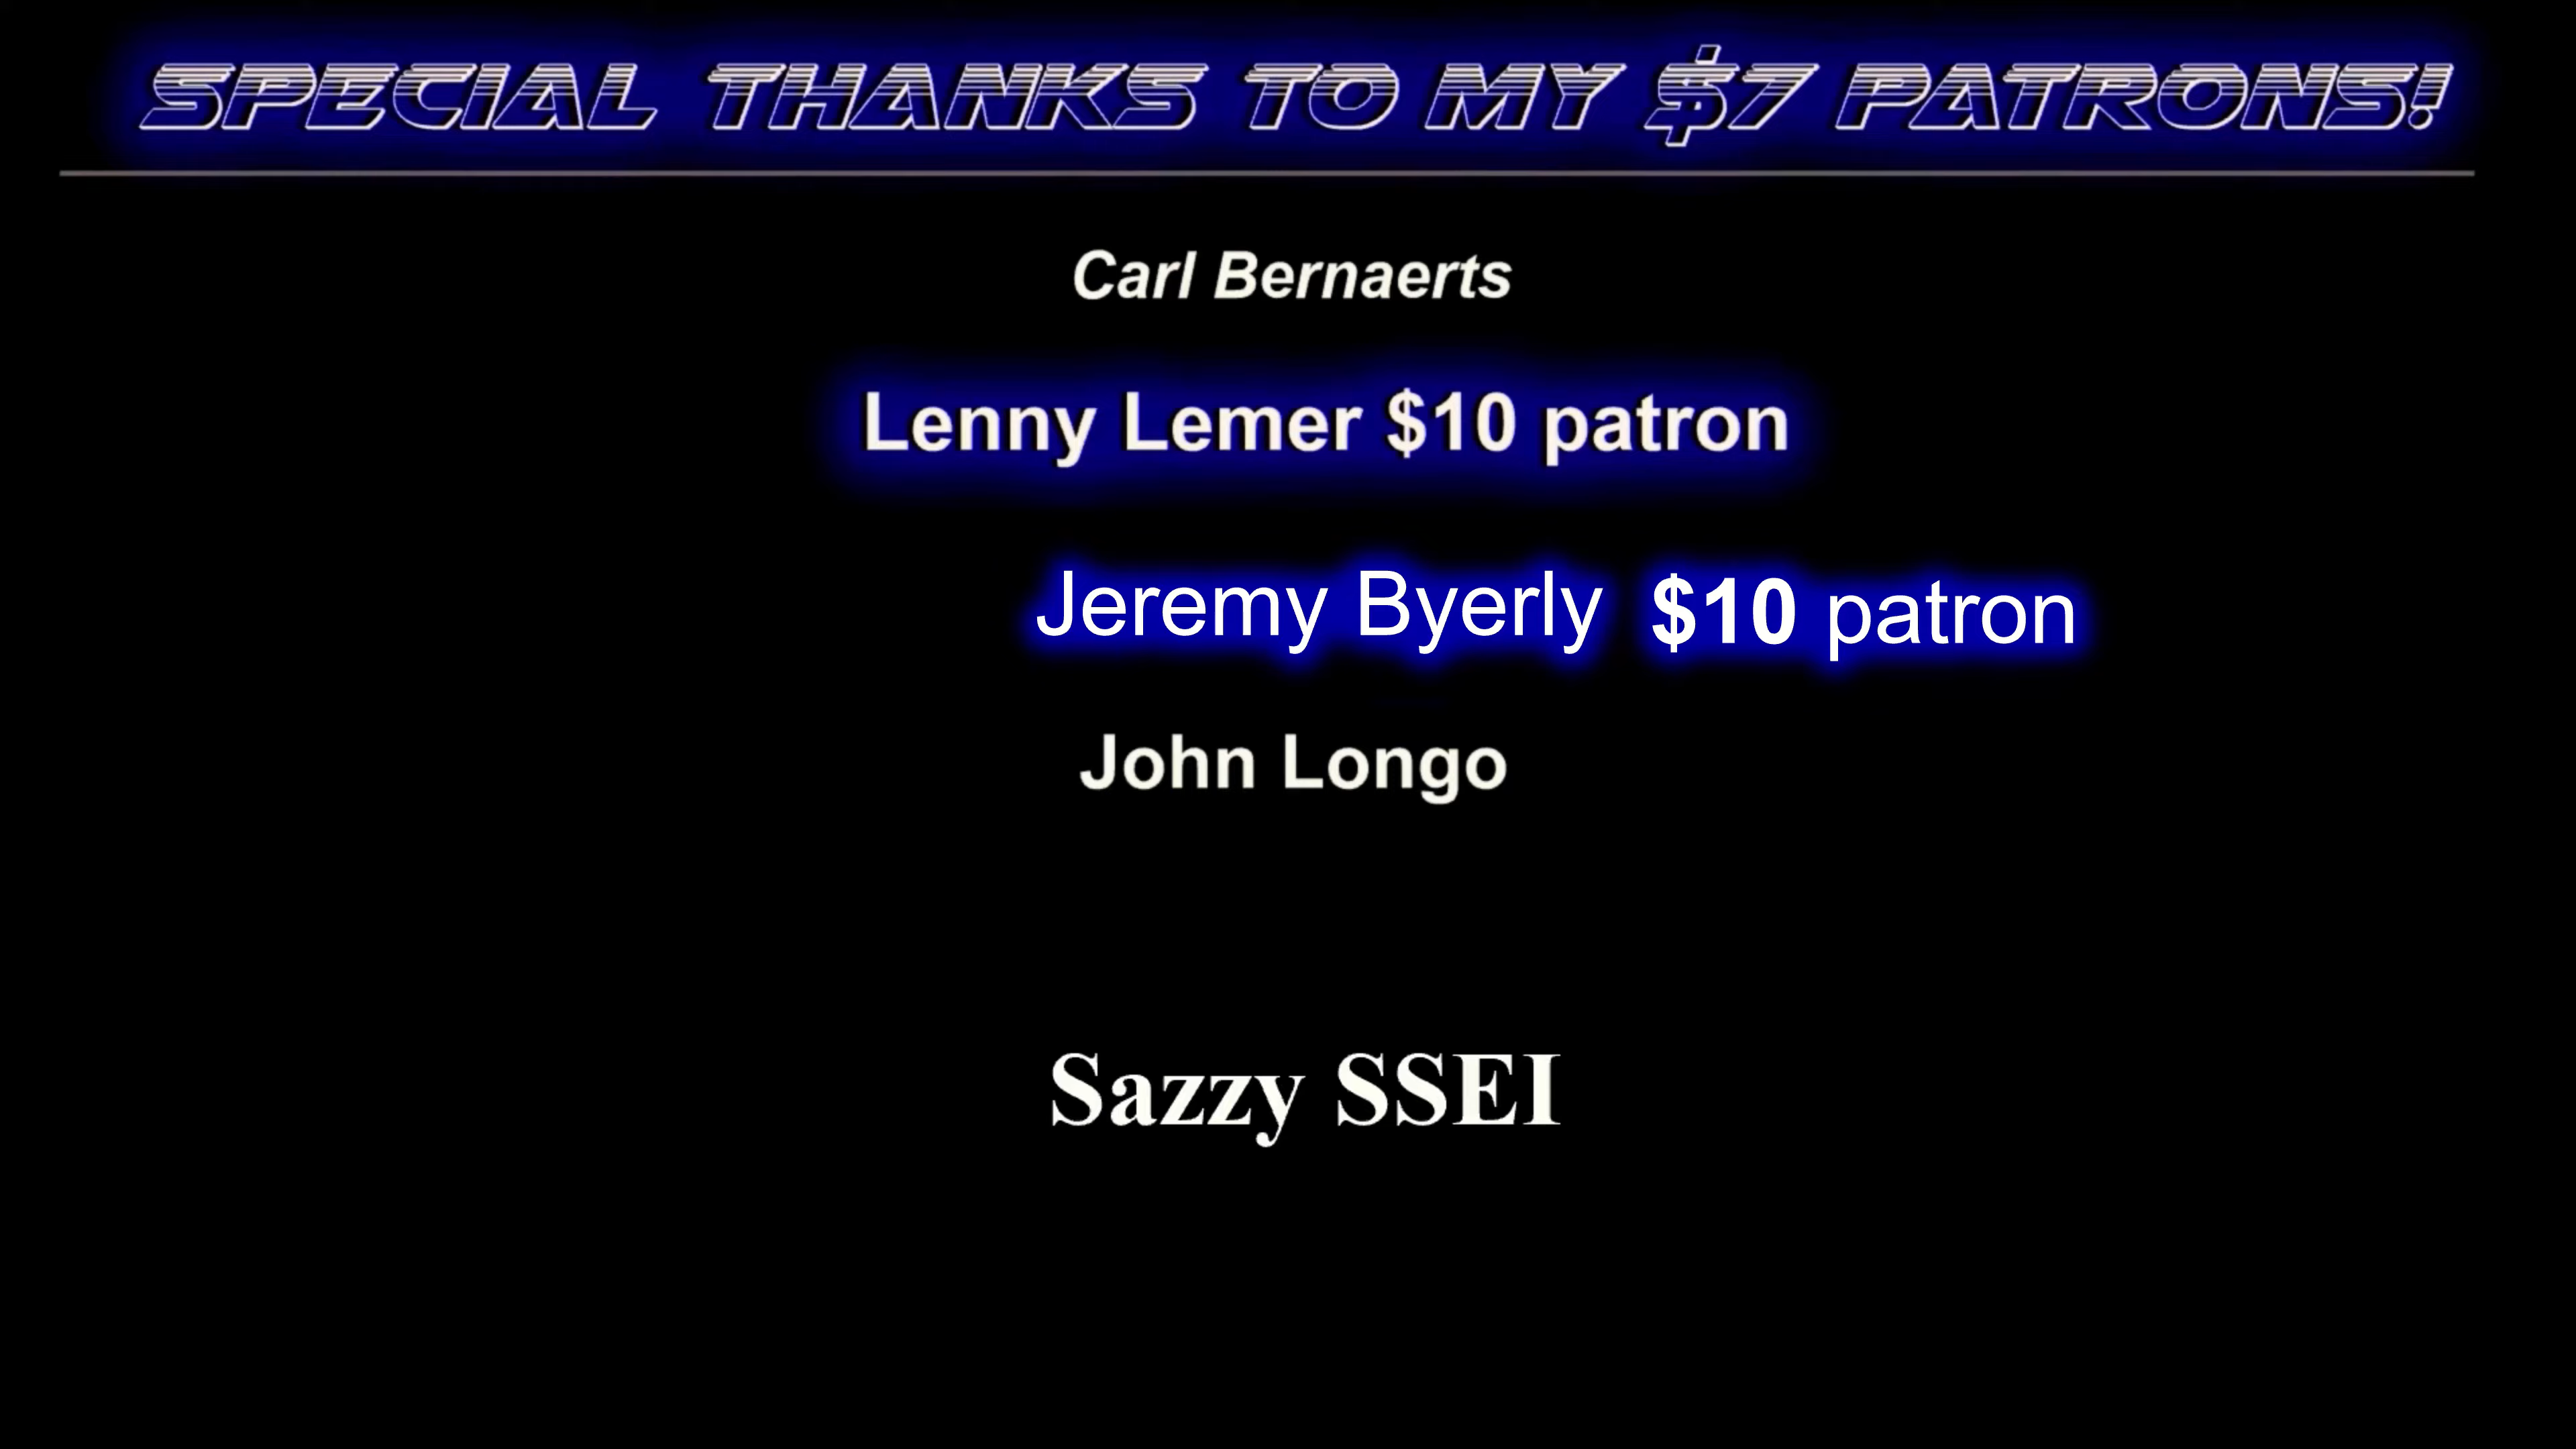 SPECIAL THANKS TO MY $7 PATRONS!
Carl Bernaerts
Lenny Lemer $10 patron
Jeremy Byerly $10 patron
John Longo
Sazzy SSEI